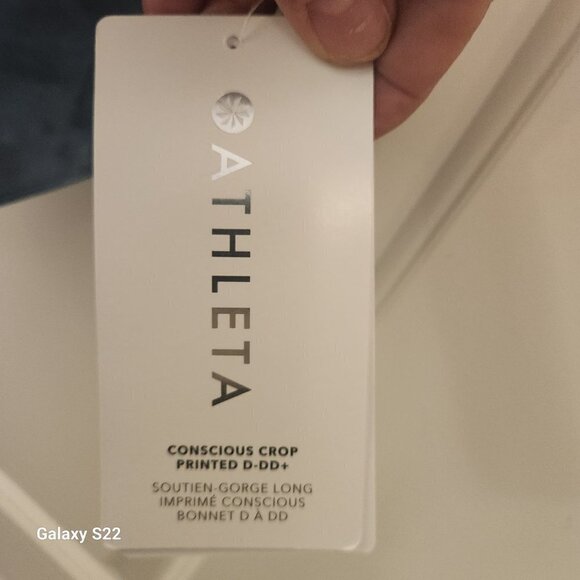 ATHLETA
CONSCIOUS CROP
PRINTED D-DD+
SOUTIEN-GORGE LONG
IMPRIMÉ CONSCIOUS
BONNET D À DD
Galaxy S22